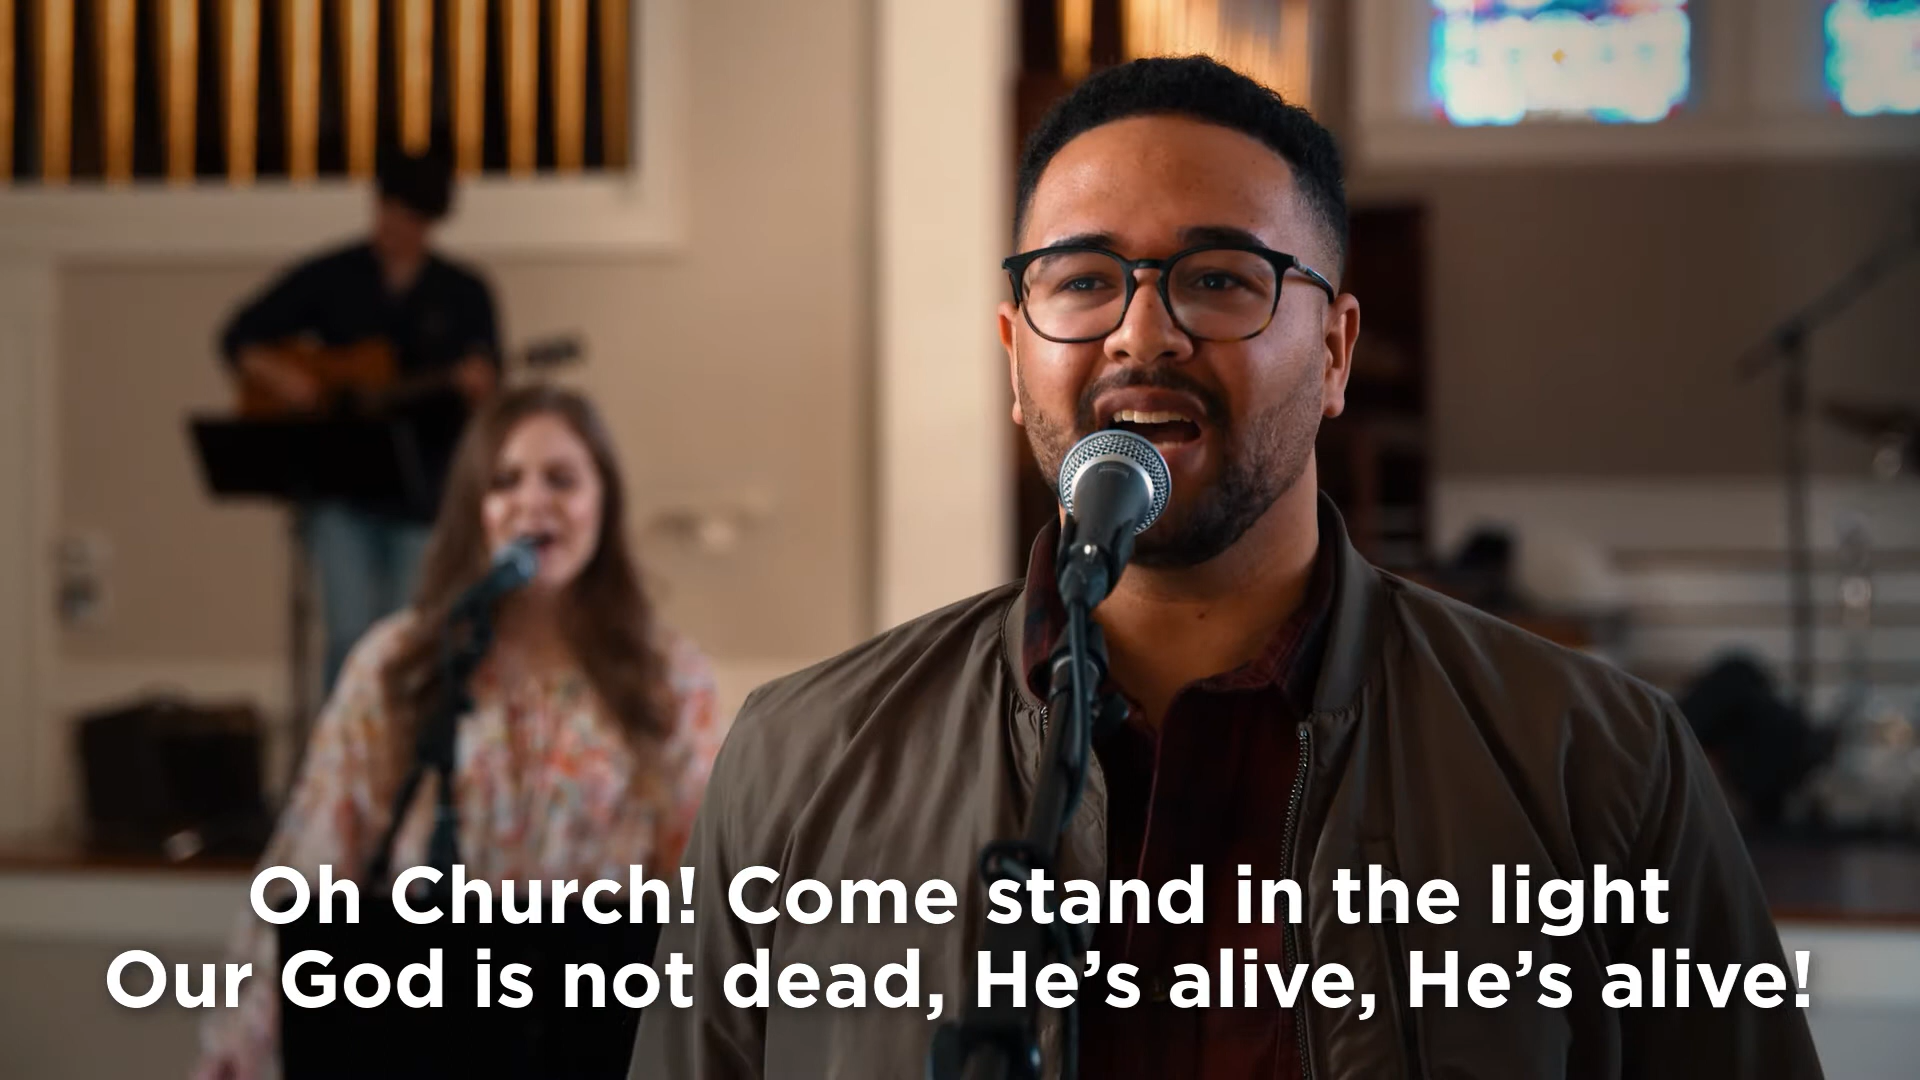 Oh Church! Come stand in the light
Our God is not dead, He’s alive, He’s alive!